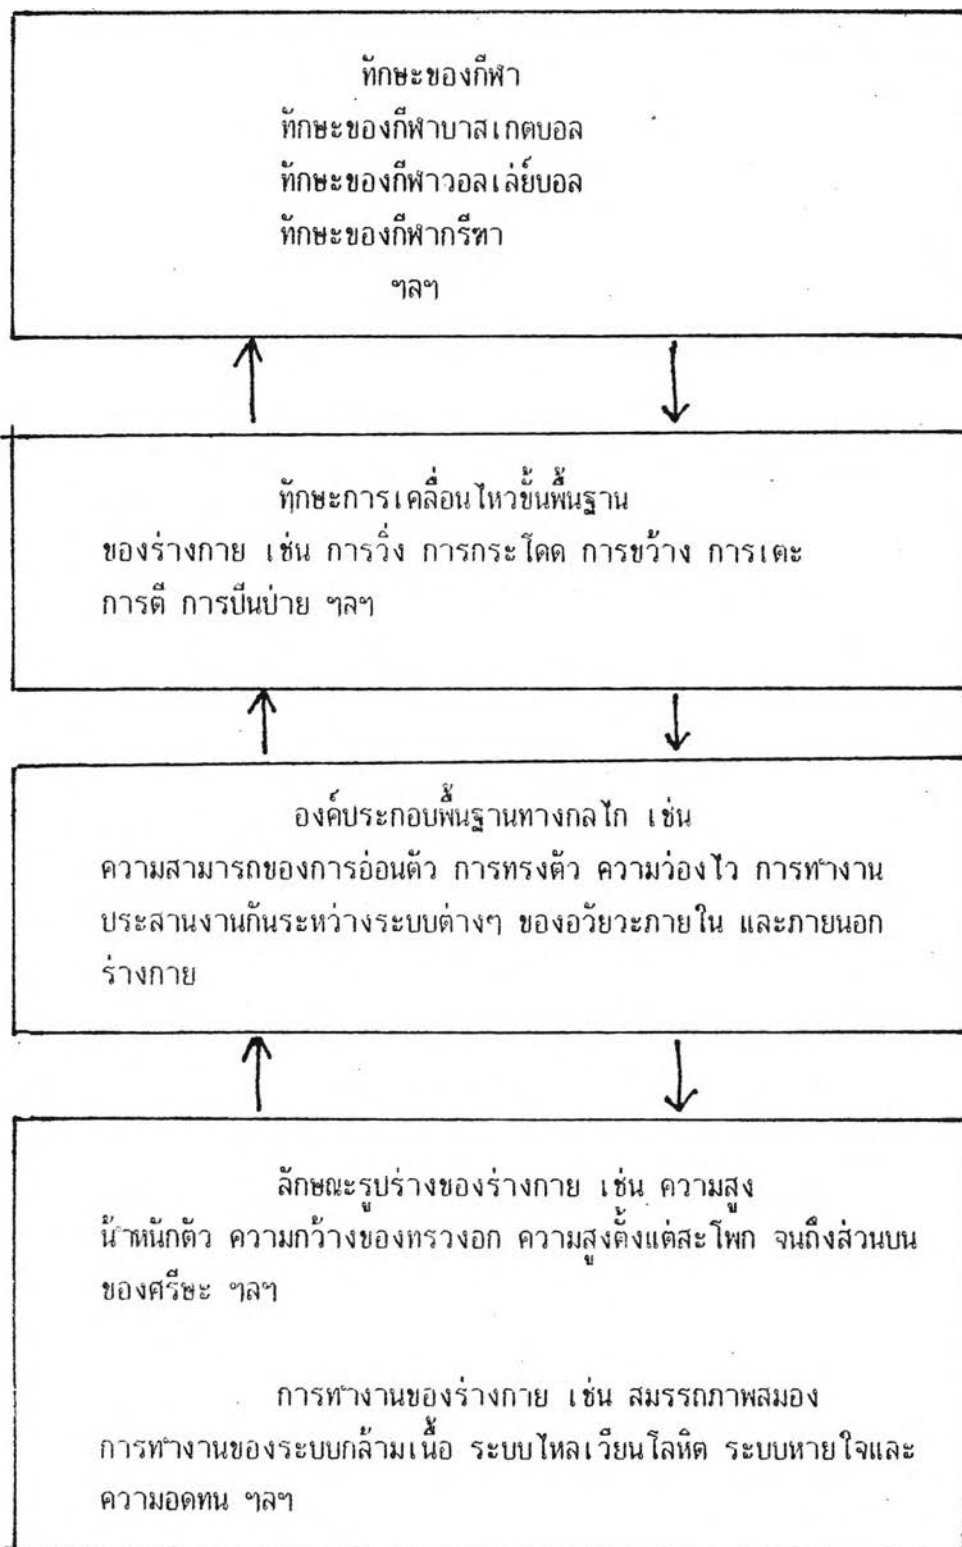 ทักษะของกีฬา
ทักษะของกีฬาบาสเกตบอล
ทักษะของกีฬาวอลเล่ย์บอล
ทักษะของกีฬากรีฑา
ฯลฯ
ทักษะการเคลื่อนไหวขั้นพื้นฐาน
ของร่างกาย เช่น การวิ่ง การกระโดด การขว้าง การเตะ
การตี การปีนป่าย ฯลฯ
องค์ประกอบพื้นฐานทางกลไก เช่น
ความสามารถของการอ่อนตัว การทรงตัว ความว่องไว การทำงาน
ประสานงานกันระหว่างระบบต่างๆ ของอวัยวะภายใน และภายนอก
ร่างกาย
ลักษณะรูปร่างของร่างกาย เช่น ความสูง
น้ำหนักตัว ความกว้างของทรวงอก ความสูงตั้งแต่สะโพก จนถึงส่วนบน
ของศรีษะ ฯลฯ
การทำงานของร่างกาย เช่น สมรรถภาพสมอง
การทำงานของระบบกล้ามเนื้อ ระบบไหลเวียนโลหิต ระบบหายใจและ
ความอดทน ฯลฯ